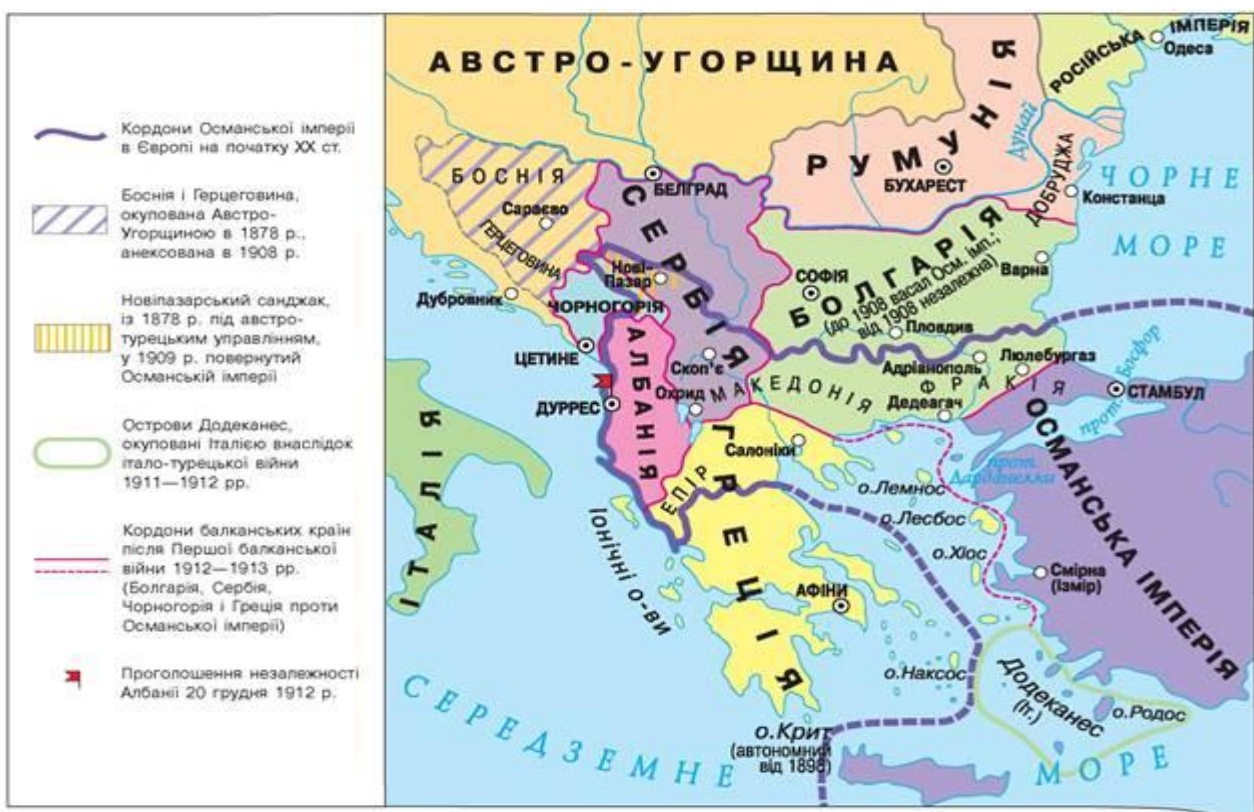 Кордони Османської імперії
в Європі на початку XX ст.
Боснія і Герцеговина,
окупована Австро-
Угорщиною в 1878 р.,
анексована в 1908 р.
Новіпазарський санджак,
із 1878 р. під австро-
турецьким управлінням,
у 1909 р. повернутий
Османській імперії
Острови Додеканес,
окуповані Італією внаслідок
італо-турецької війни
1911—1912 рр.
Кордони балканських країн
після Першої балканської
війни 1912—1913 рр.
(Болгарія, Сербія,
Чорногорія і Греція проти
Османської імперії)
Проголошення незалежності
Албанії 20 грудня 1912 р.
АВСТРО-УГОРЩИНА
РОСІЙСЬКА ІМПЕРІЯ
Одеса
РУМУНІЯ
БУХАРЕСТ
Дунай
ДОБРУДЖА
Констанца
ЧОРНЕ
МОРЕ
БОСНІЯ
Сараєво
ГЕРЦЕГОВИНА
БЕЛГРАД
СЕРБІЯ
Нові-
Пазар
Дубровник
ЧОРНОГОРІЯ
ЦЕТИНЕ
СОФІЯ
БОЛГАРІЯ
(до 1908 васал Осм. імп.;
від 1908 незалежна)
Варна
Пловдив
Адріанополь
Люлебургаз
прот. Босфор
СТАМБУЛ
Скоп'є
Охрид
МАКЕДОНІЯ
ФРАКІЯ
Дедеагач
ДУРРЕС
АЛБАНІЯ
ІТАЛІЯ
ЕПІР
Салоніки
ГРЕЦІЯ
прот.
Дарданелли
ОСМАНСЬКА ІМПЕРІЯ
о.Лемнос
о.Лесбос
о.Хіос
Смірна
(Ізмір)
Іонічні о-ви
АФІНИ
о.Наксос
Додеканес
(Іт.)
о.Родос
о.Крит
(автономний
від 1898)
СЕРЕДЗЕМНЕ МОРЕ